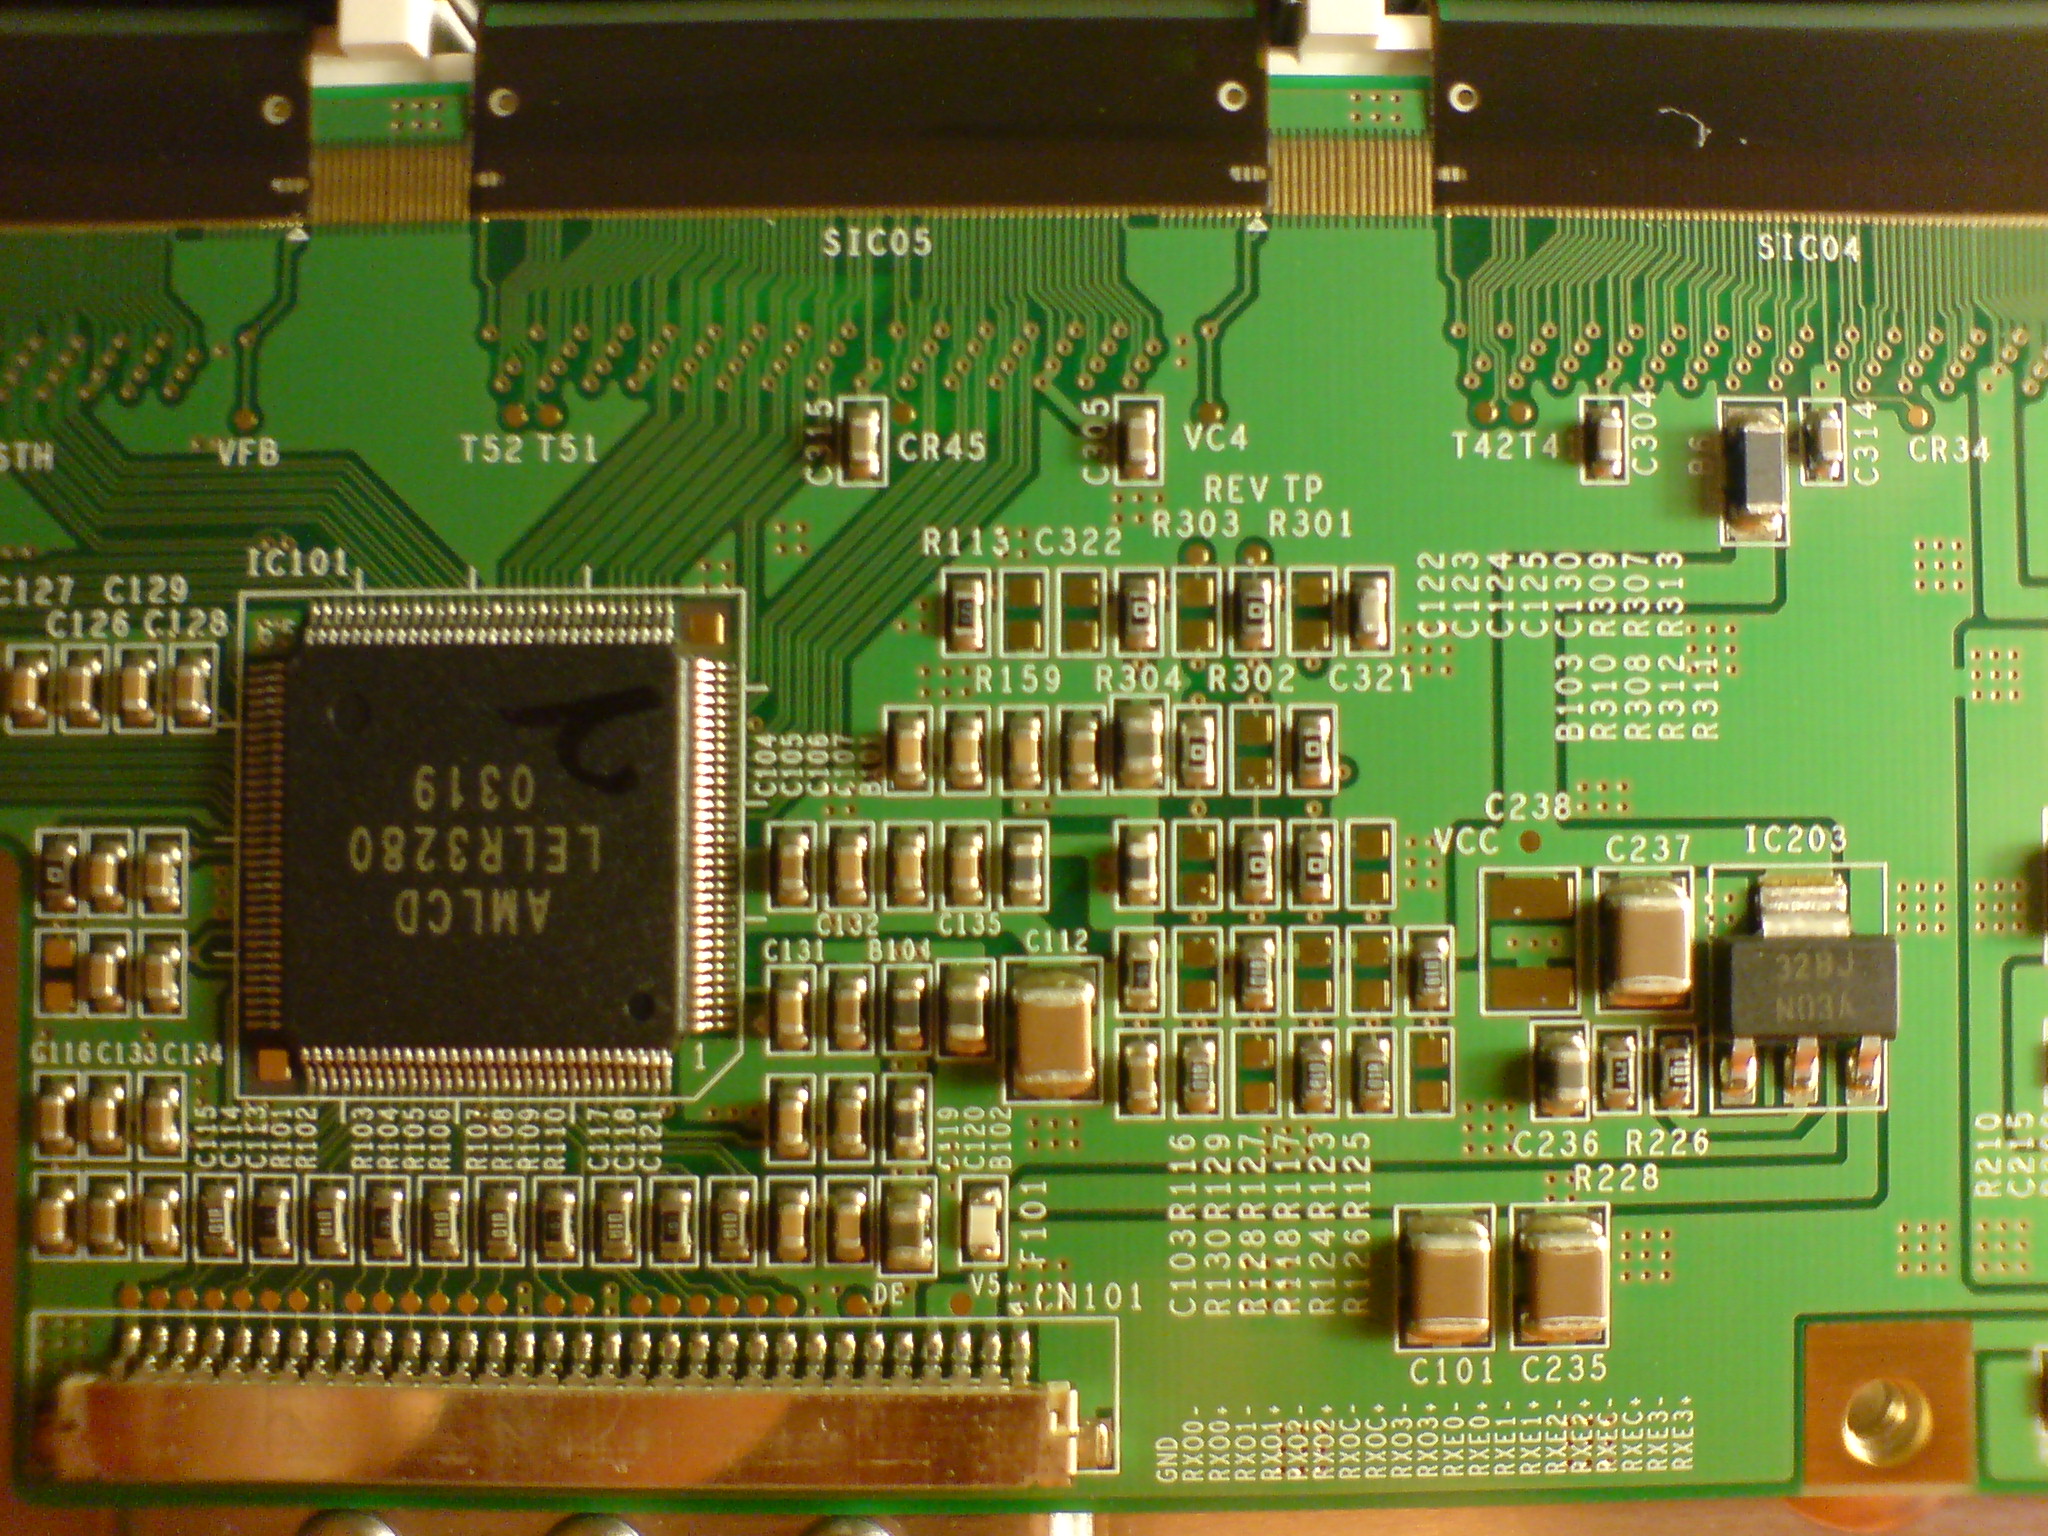 SIC05
SIC04
STH
VFB
T52 T51
C315
CR45
C305
VC4
T42T4
C304
B6
C314
CR34
REV TP
R303 R301
R113 C322
IC101
C127 C129
C126 C128
R159 R304 R302 C321
C122
C123
C124
C125
B103 C130
R310 R309
R308 R307
R312 R313
R311
C104
C105
C106
C107
AMLCD
LELR3280
0319
C238
VCC
C237
IC203
32BJ
N03A
C132 C135
C131 B104 C112
C116 C133 C134
1
C115
C114
C113
R101
R102
R103
R104
R105
R106
R107
R108
R109
R110
C117
C118
C121
C119
C120
B102
F101
C236 R226
R228
C103 R116
R130 R129
R128 R127
R118 R117
R124 R123
R126 R125
R210
C215
DE
V5
CN101
C101 C235
GND
RXO0-
RXO0+
RXO1-
RXO1+
RXO2-
RXO2+
RXOC-
RXOC+
RXO3-
RXO3+
RXE0-
RXE0+
RXE1-
RXE1+
RXE2-
RXE2+
RXEC-
RXEC+
RXE3-
RXE3+